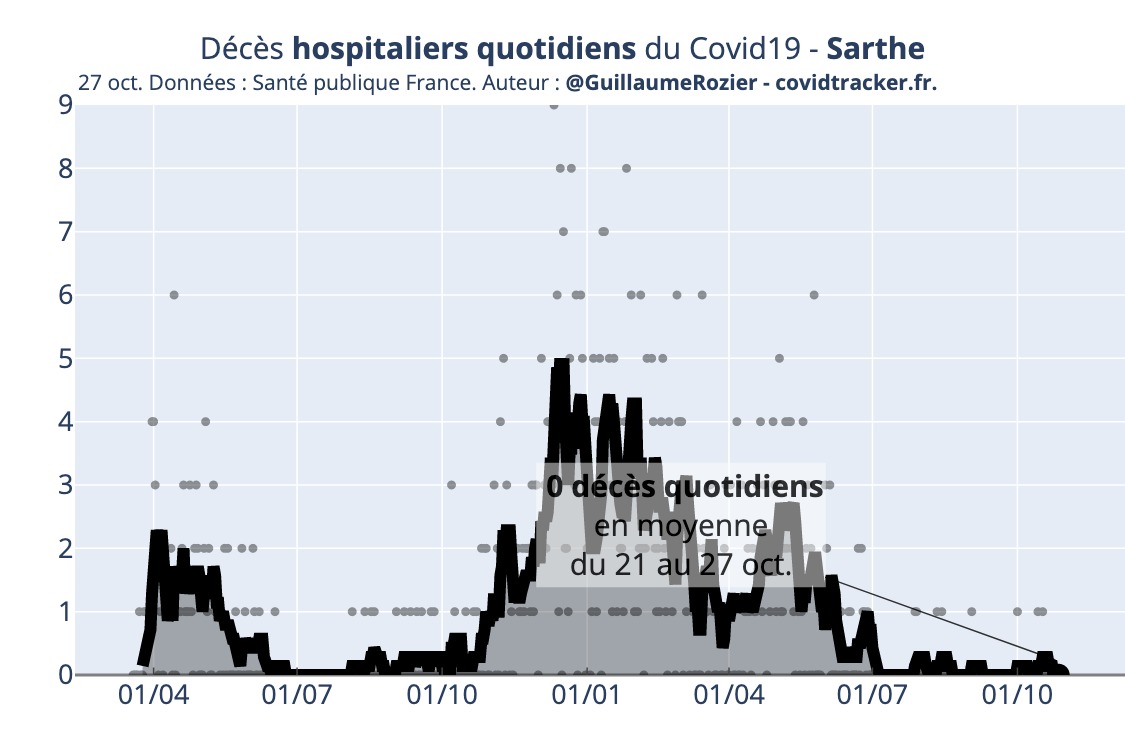 Décès hospitaliers quotidiens du Covid19 - Sarthe
27 oct. Données : Santé publique France. Auteur : @GuillaumeRozier - covidtracker.fr.
9
8
7
6
5
4
3
2
1
0
0 décès quotidiens
en moyenne
du 21 au 27 oct.
01/04 01/07 01/10 01/01 01/04 01/07 01/10